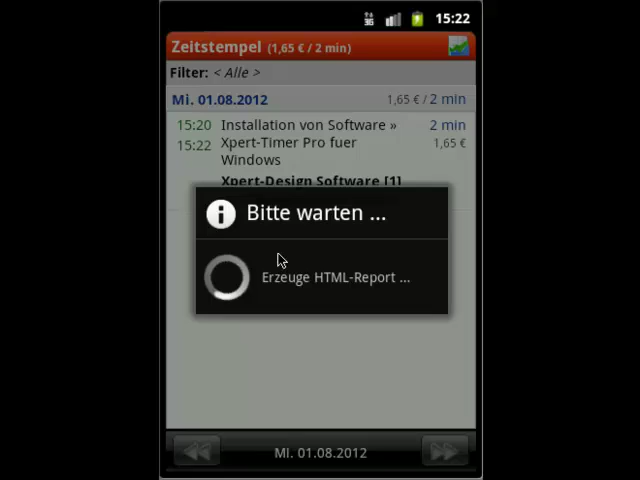 3G 15:22
Zeitstempel (1,65 € / 2 min)
Filter: < Alle >
Mi. 01.08.2012 1,65 € / 2 min
15:20 Installation von Software » 2 min
15:22 Xpert-Timer Pro fuer 1,65 €
Windows
Xpert-Design Software [1]
Bitte warten ...
Erzeuge HTML-Report ...
Mi. 01.08.2012